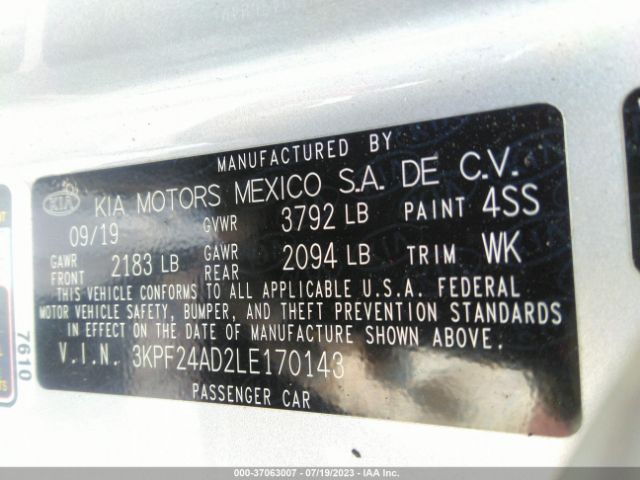 MANUFACTURED BY
KIA KIA MOTORS MEXICO S.A. DE C.V.
09/19 GVWR 3792 LB PAINT 4SS
GAWR FRONT 2183 LB GAWR REAR 2094 LB TRIM WK
THIS VEHICLE CONFORMS TO ALL APPLICABLE U.S.A. FEDERAL
MOTOR VEHICLE SAFETY, BUMPER, AND THEFT PREVENTION STANDARDS
IN EFFECT ON THE DATE OF MANUFACTURE SHOWN ABOVE.
V.I.N. 3KPF24AD2LE170143
PASSENGER CAR
7610
000-37063007 - 07/19/2023 - IAA Inc.